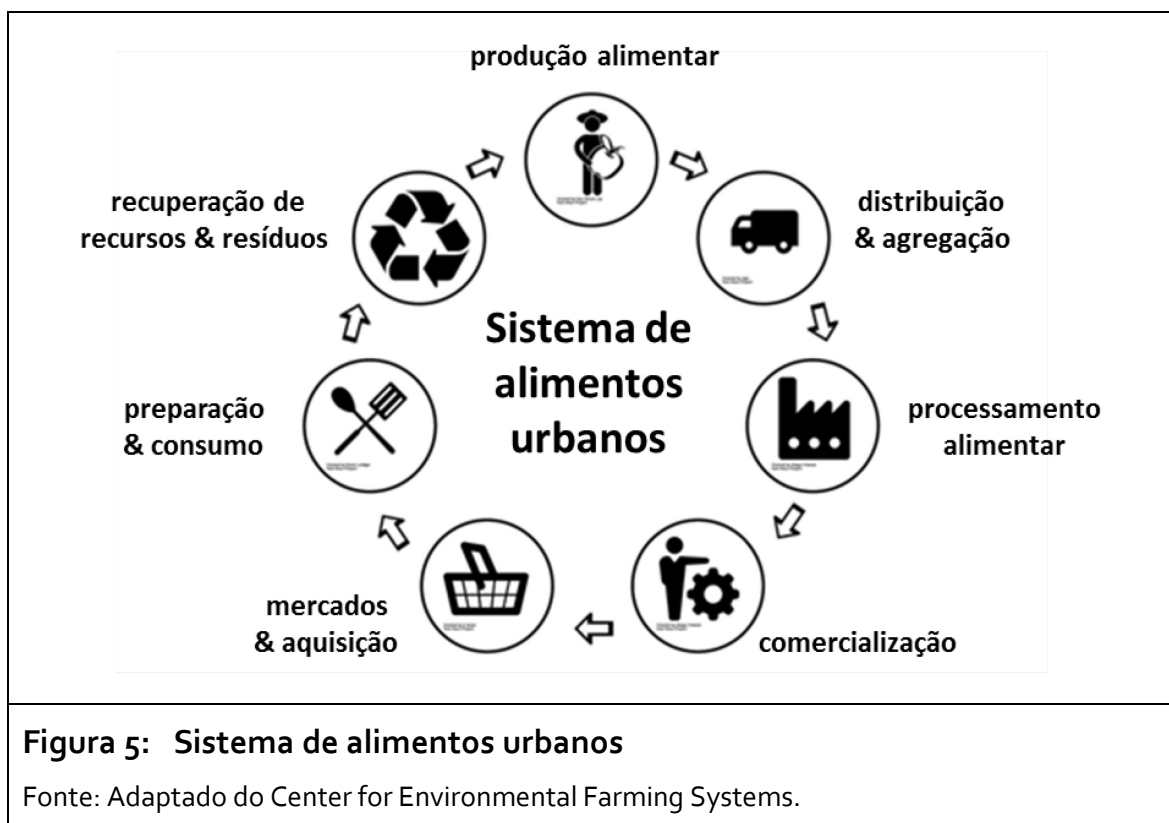 produção alimentar
distribuição
& agregação
processamento
alimentar
comercialização
mercados
& aquisição
preparação
& consumo
recuperação de
recursos & resíduos
Sistema de
alimentos
urbanos
Figura 5: Sistema de alimentos urbanos
Fonte: Adaptado do Center for Environmental Farming Systems.